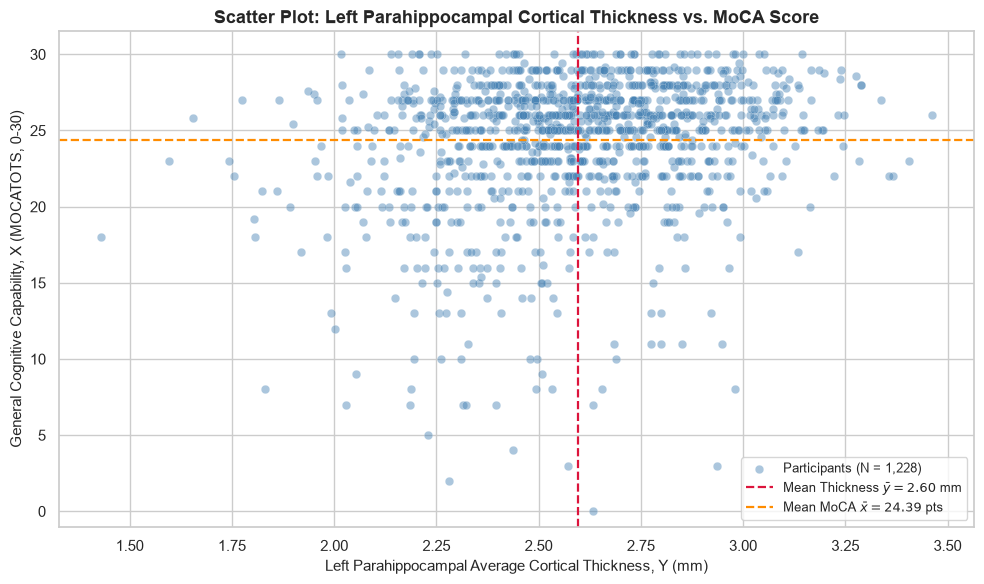 Scatter Plot: Left Parahippocampal Cortical Thickness vs. MoCA Score
General Cognitive Capability, X (MOCATOTS, 0-30)
30
25
20
15
10
5
0
1.50 1.75 2.00 2.25 2.50 2.75 3.00 3.25 3.50
Left Parahippocampal Average Cortical Thickness, Y (mm)
Participants (N = 1,228)
Mean Thickness ȳ = 2.60 mm
Mean MoCA x̄ = 24.39 pts